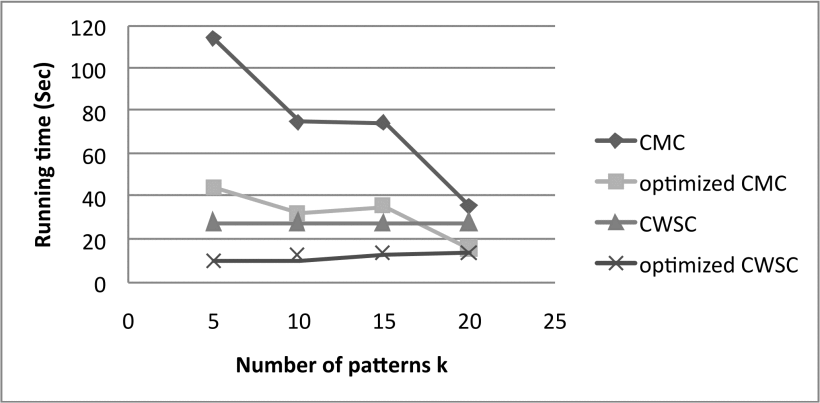 Running time (Sec)
120
100
80
60
40
20
0
0 5 10 15 20 25
Number of patterns k
CMC
optimized CMC
CWSC
optimized CWSC